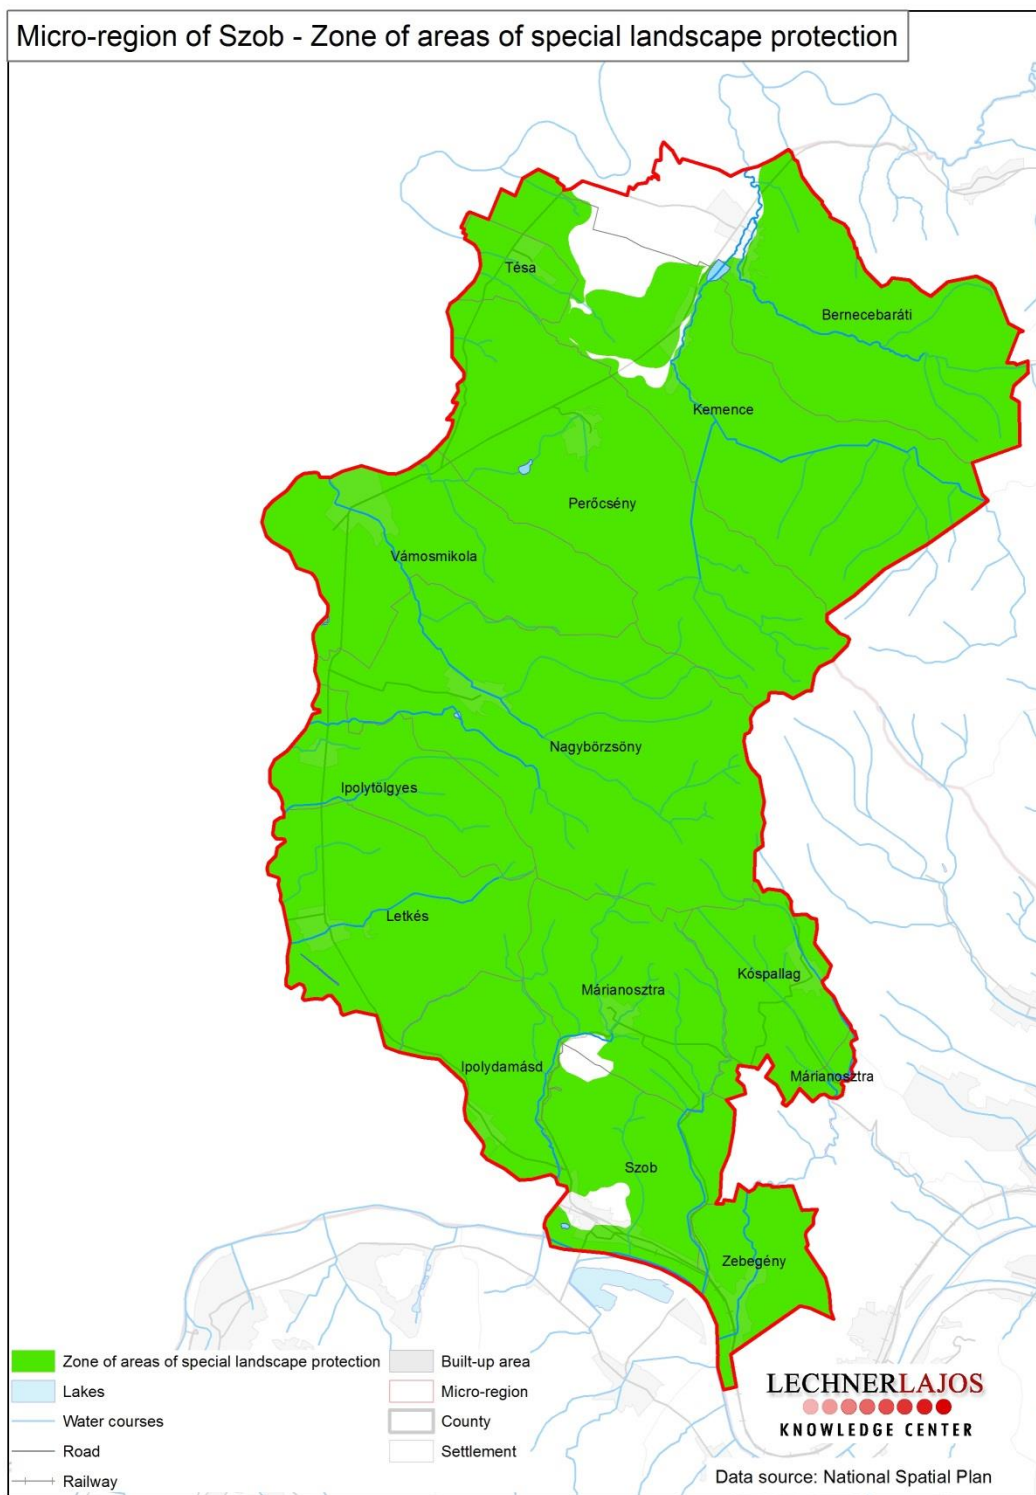 Micro-region of Szob - Zone of areas of special landscape protection
Tésa
Bernecebaráti
Kemence
Perőcsény
Vámosmikola
Nagybörzsöny
Ipolytölgyes
Letkés
Kóspallag
Márianosztra
Ipolydamásd
Márianosztra
Szob
Zebegény
Zone of areas of special landscape protection
Lakes
Water courses
Road
Railway
Built-up area
Micro-region
County
Settlement
LECHNERLAJOS
KNOWLEDGE CENTER
Data source: National Spatial Plan